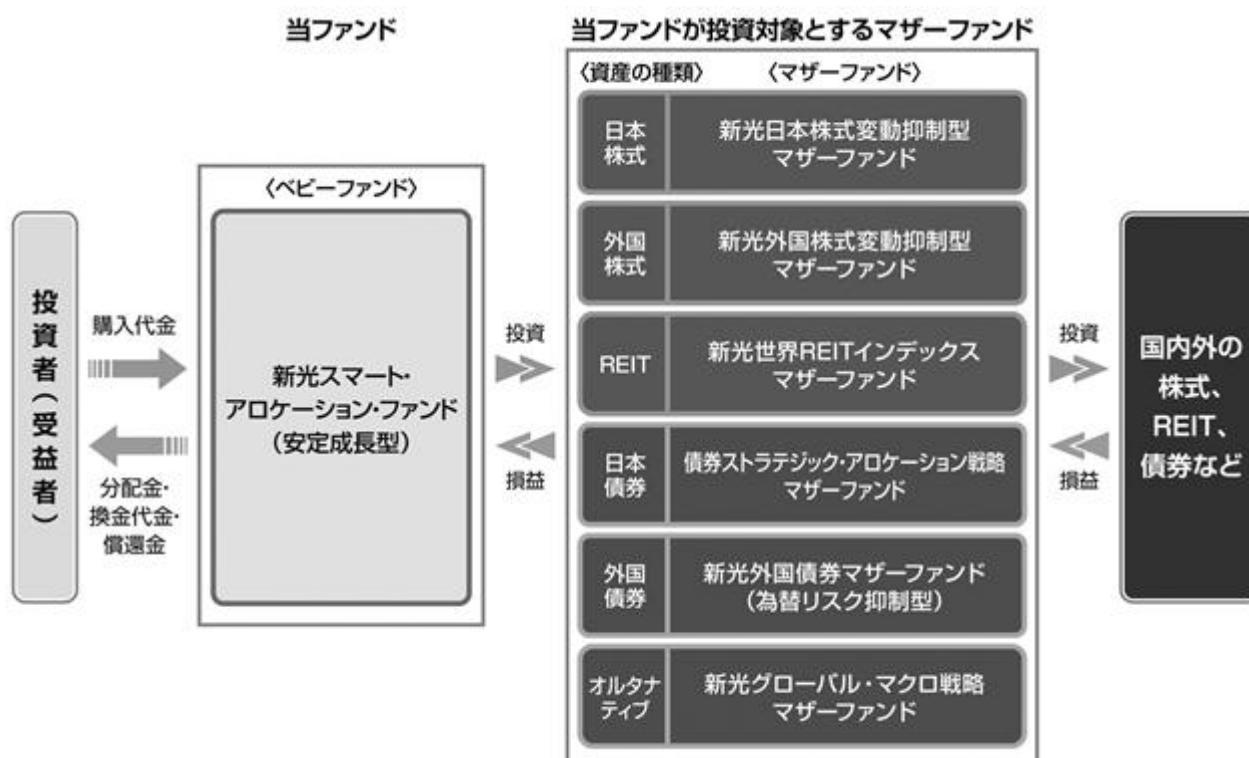 当ファンド
当ファンドが投資対象とするマザーファンド
〈資産の種類〉
〈マザーファンド〉
投資者（受益者）
購入代金
分配金・
換金代金・
償還金
〈ベビーファンド〉
新光スマート・
アロケーション・ファンド
（安定成長型）
投資
損益
日本
株式
新光日本株式変動抑制型
マザーファンド
外国
株式
新光外国株式変動抑制型
マザーファンド
REIT
新光世界REITインデックス
マザーファンド
日本
債券
債券ストラテジック・アロケーション戦略
マザーファンド
外国
債券
新光外国債券マザーファンド
（為替リスク抑制型）
オルタナ
ティブ
新光グローバル・マクロ戦略
マザーファンド
投資
損益
国内外の
株式、
REIT、
債券など